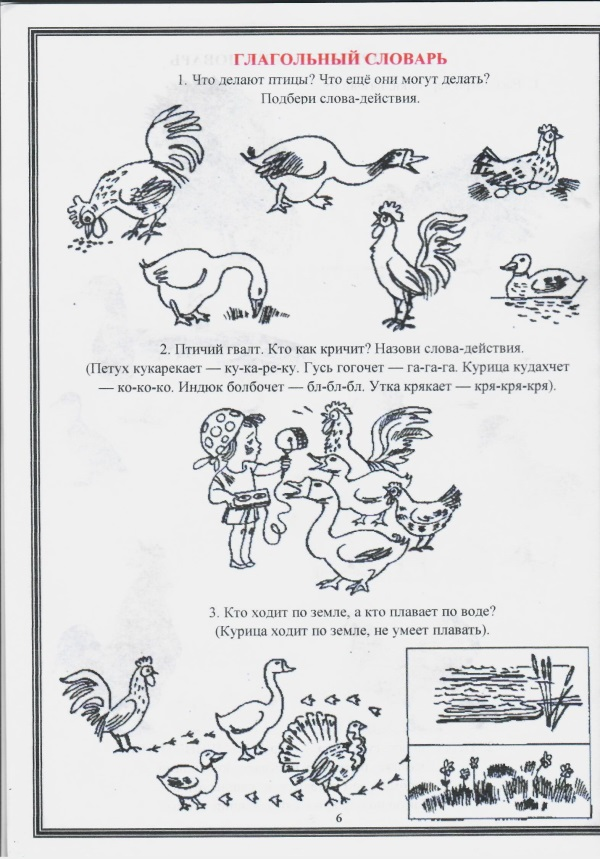 ГЛАГОЛЬНЫЙ СЛОВАРЬ
1. Что делают птицы? Что ещё они могут делать?
Подбери слова-действия.
2. Птичий гвалт. Кто как кричит? Назови слова-действия.
(Петух кукарекает — ку-ка-ре-ку. Гусь гогочет — га-га-га. Курица кудахчет
— ко-ко-ко. Индюк болбочет — бл-бл-бл. Утка крякает — кря-кря-кря).
3. Кто ходит по земле, а кто плавает по воде?
(Курица ходит по земле, не умеет плавать).
6